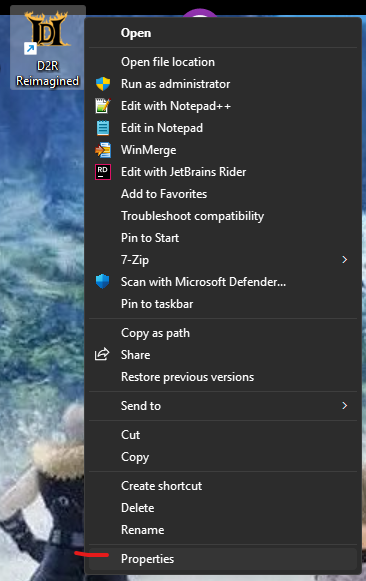 D2R
Reimagined
Open
Open file location
Run as administrator
Edit with Notepad++
Edit in Notepad
WinMerge
RD
Edit with JetBrains Rider
Add to Favorites
Troubleshoot compatibility
Pin to Start
7-Zip
Scan with Microsoft Defender...
Pin to taskbar
Copy as path
Share
Restore previous versions
Send to
Cut
Copy
Create shortcut
Delete
Rename
Properties